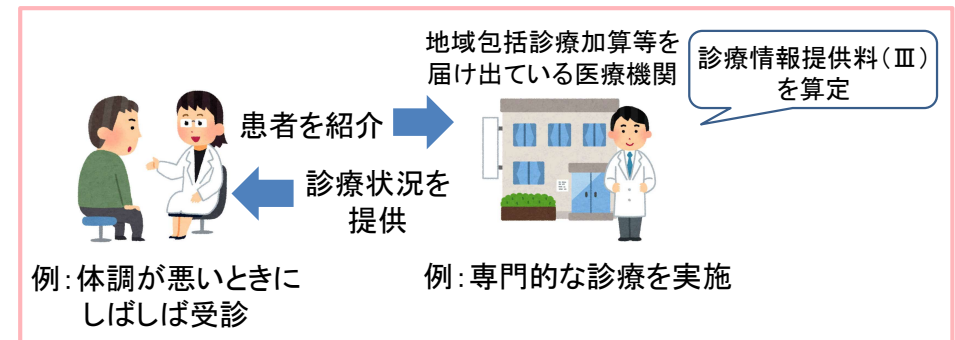 地域包括診療加算等を
届け出ている医療機関
診療情報提供料(Ⅲ)
を算定
患者を紹介
診療状況を
提供
例:体調が悪いときに
しばしば受診
例:専門的な診療を実施